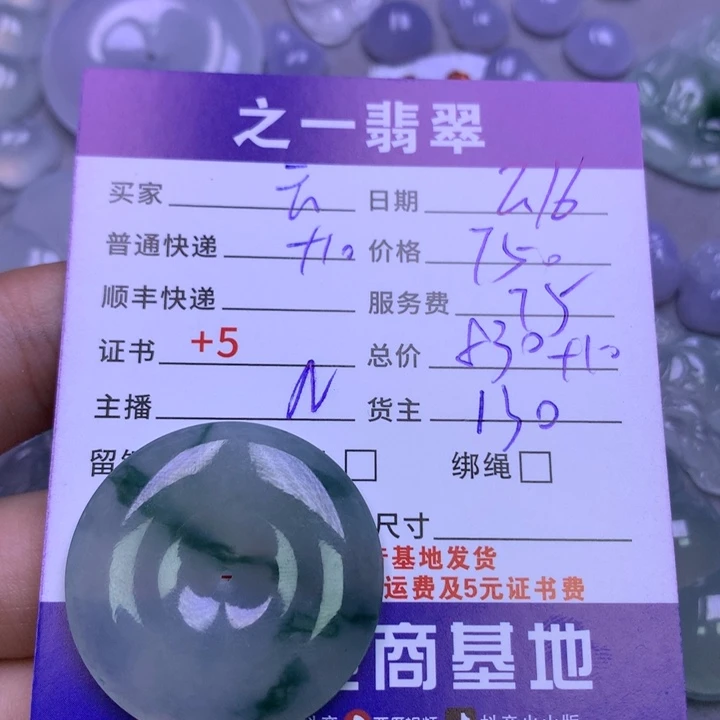 之一翡翠
买家 云 日期 2.16
普通快递 +10 价格 750
顺丰快递 服务费 75
证书 +5 总价 830+10
主播 N 货主 130
绑绳
尺寸
基地发货
运费及5元证书费
商基地